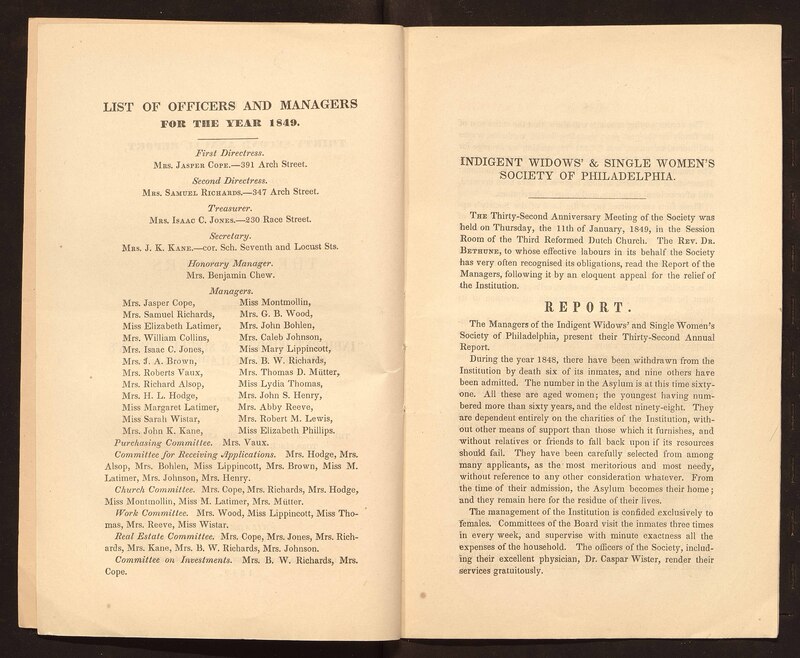 LIST OF OFFICERS AND MANAGERS
FOR THE YEAR 1849.
First Directress.
Mrs. Jasper Cope.—391 Arch Street.
Second Directress.
Mrs. Samuel Richards.—347 Arch Street.
Treasurer.
Mrs. Isaac C. Jones.—230 Race Street.
Secretary.
Mrs. J. K. Kane.—cor. Sch. Seventh and Locust Sts.
Honorary Manager.
Mrs. Benjamin Chew.
Managers.
Mrs. Jasper Cope,
Mrs. Samuel Richards,
Miss Elizabeth Latimer,
Mrs. William Collins,
Mrs. Isaac C. Jones,
Mrs. J. A. Brown,
Mrs. Roberts Vaux,
Mrs. Richard Alsop,
Mrs. H. L. Hodge,
Miss Margaret Latimer,
Miss Sarah Wistar,
Mrs. John K. Kane,
Miss Montmollin,
Mrs. G. B. Wood,
Mrs. John Bohlen,
Mrs. Caleb Johnson,
Miss Mary Lippincott,
Mrs. B. W. Richards,
Mrs. Thomas D. Mütter,
Miss Lydia Thomas,
Mrs. John S. Henry,
Mrs. Abby Reeve,
Mrs. Robert M. Lewis,
Miss Elizabeth Phillips.
Purchasing Committee. Mrs. Vaux.
Committee for Receiving Applications. Mrs. Hodge, Mrs.
Alsop, Mrs. Bohlen, Miss Lippincott, Mrs. Brown, Miss M.
Latimer, Mrs. Johnson, Mrs. Henry.
Church Committee. Mrs. Cope, Mrs. Richards, Mrs. Hodge,
Miss Montmollin, Miss M. Latimer, Mrs. Mütter.
Work Committee. Mrs. Wood, Miss Lippincott, Miss Tho-
mas, Mrs. Reeve, Miss Wistar.
Real Estate Committee. Mrs. Cope, Mrs. Jones, Mrs. Rich-
ards, Mrs. Kane, Mrs. B. W. Richards, Mrs. Johnson.
Committee on Investments. Mrs. B. W. Richards, Mrs.
Cope.
INDIGENT WIDOWS' & SINGLE WOMEN'S
SOCIETY OF PHILADELPHIA.
The Thirty-Second Anniversary Meeting of the Society was
held on Thursday, the 11th of January, 1849, in the Session
Room of the Third Reformed Dutch Church. The Rev. Dr.
Bethune, to whose effective labours in its behalf the Society
has very often recognised its obligations, read the Report of the
Managers, following it by an eloquent appeal for the relief of
the Institution.
REPORT.
The Managers of the Indigent Widows' and Single Women's
Society of Philadelphia, present their Thirty-Second Annual
Report.
During the year 1848, there have been withdrawn from the
Institution by death six of its inmates, and nine others have
been admitted. The number in the Asylum is at this time sixty-
one. All these are aged women; the youngest having num-
bered more than sixty years, and the eldest ninety-eight. They
are dependent entirely on the charities of the Institution, with-
out other means of support than those which it furnishes, and
without relatives or friends to fall back upon if its resources
should fail. They have been carefully selected from among
many applicants, as the most meritorious and most needy,
without reference to any other consideration whatever. From
the time of their admission, the Asylum becomes their home;
and they remain here for the residue of their lives.
The management of the Institution is confided exclusively to
females. Committees of the Board visit the inmates three times
in every week, and supervise with minute exactness all the
expenses of the household. The officers of the Society, includ-
ing their excellent physician, Dr. Caspar Wister, render their
services gratuitously.